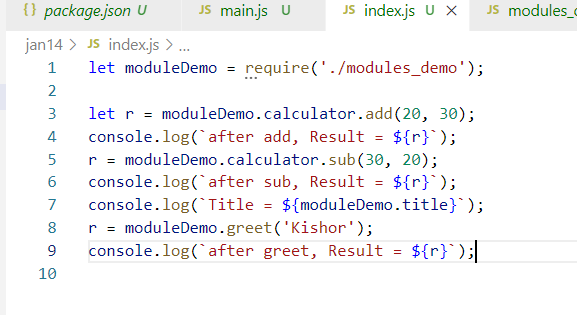 {} package.json U JS main.js U JS index.js U × JS modules_d
jan14 > JS index.js > ...
1 let moduleDemo = require('./modules_demo');
2
3 let r = moduleDemo.calculator.add(20, 30);
4 console.log(`after add, Result = ${r}`);
5 r = moduleDemo.calculator.sub(30, 20);
6 console.log(`after sub, Result = ${r}`);
7 console.log(`Title = ${moduleDemo.title}`);
8 r = moduleDemo.greet('Kishor');
9 console.log(`after greet, Result = ${r}`);
10